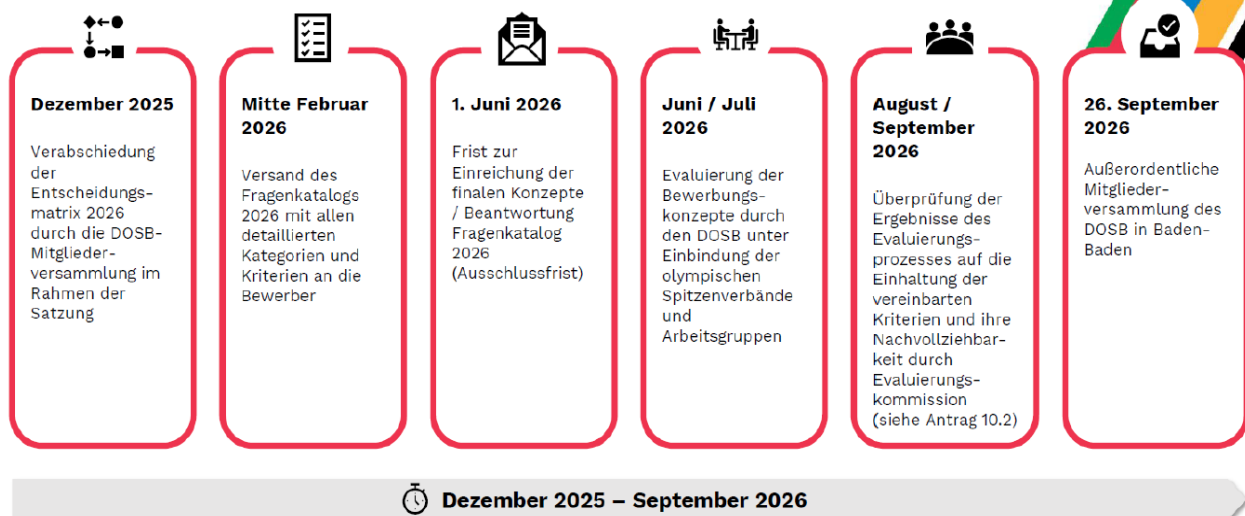 Dezember 2025
Verabschiedung
der
Entscheidungs-
matrix 2026
durch die DOSB-
Mitglieder-
versammlung im
Rahmen der
Satzung
Mitte Februar
2026
Versand des
Fragenkatalogs
2026 mit allen
detaillierten
Kategorien und
Kriterien an die
Bewerber
1. Juni 2026
Frist zur
Einreichung der
finalen Konzepte
/ Beantwortung
Fragenkatalog
2026
(Ausschlussfrist)
Juni / Juli
2026
Evaluierung der
Bewerbungs-
konzepte durch
den DOSB unter
Einbindung der
olympischen
Spitzenverbände
und
Arbeitsgruppen
August /
September
2026
Überprüfung der
Ergebnisse des
Evaluierungs-
prozesses auf die
Einhaltung der
vereinbarten
Kriterien und ihre
Nachvollziehbar-
keit durch
Evaluierungs-
kommission
(siehe Antrag 10.2)
26. September
2026
Außerordentliche
Mitglieder-
versammlung des
DOSB in Baden-
Baden
Dezember 2025 – September 2026